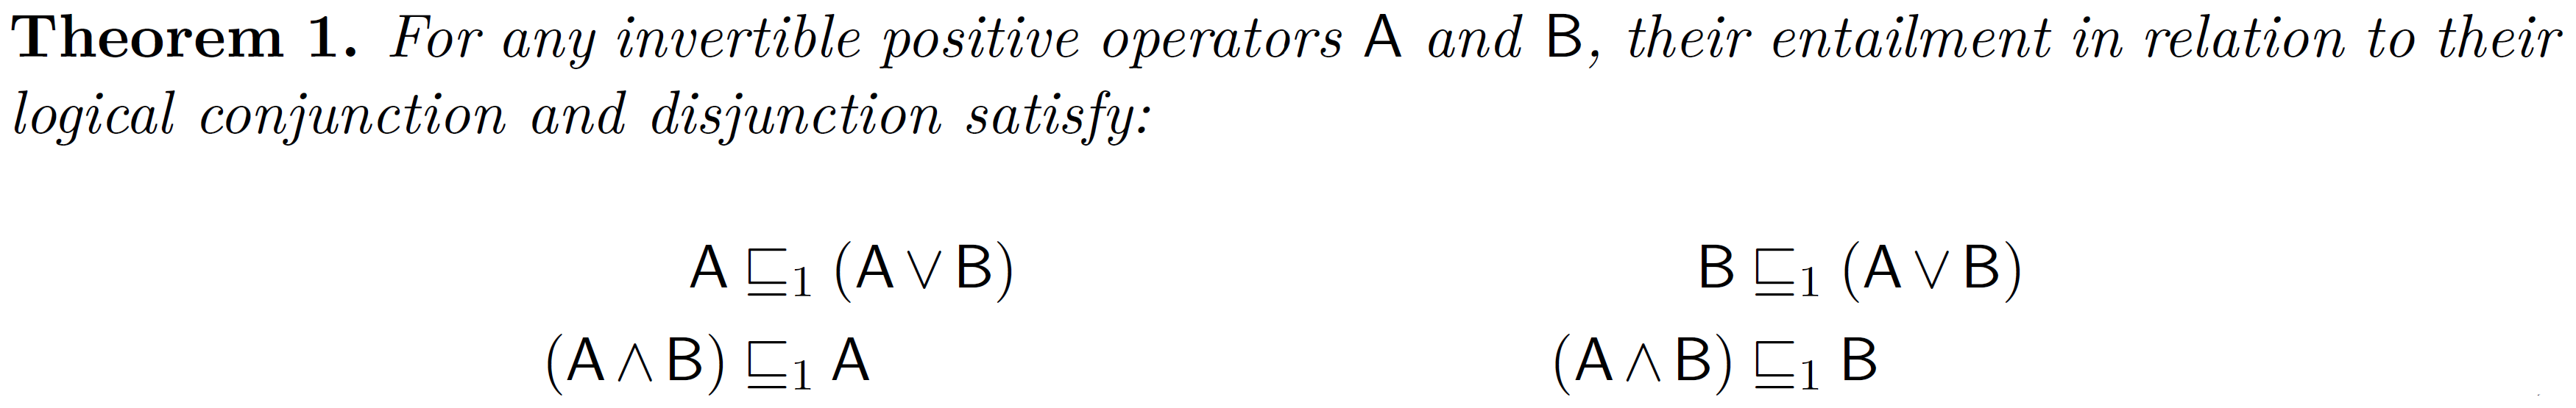 Theorem 1. For any invertible positive operators A and B, their entailment in relation to their
logical conjunction and disjunction satisfy:
A ⊑₁ (A ∨ B) B ⊑₁ (A ∨ B)
(A ∧ B) ⊑₁ A (A ∧ B) ⊑₁ B